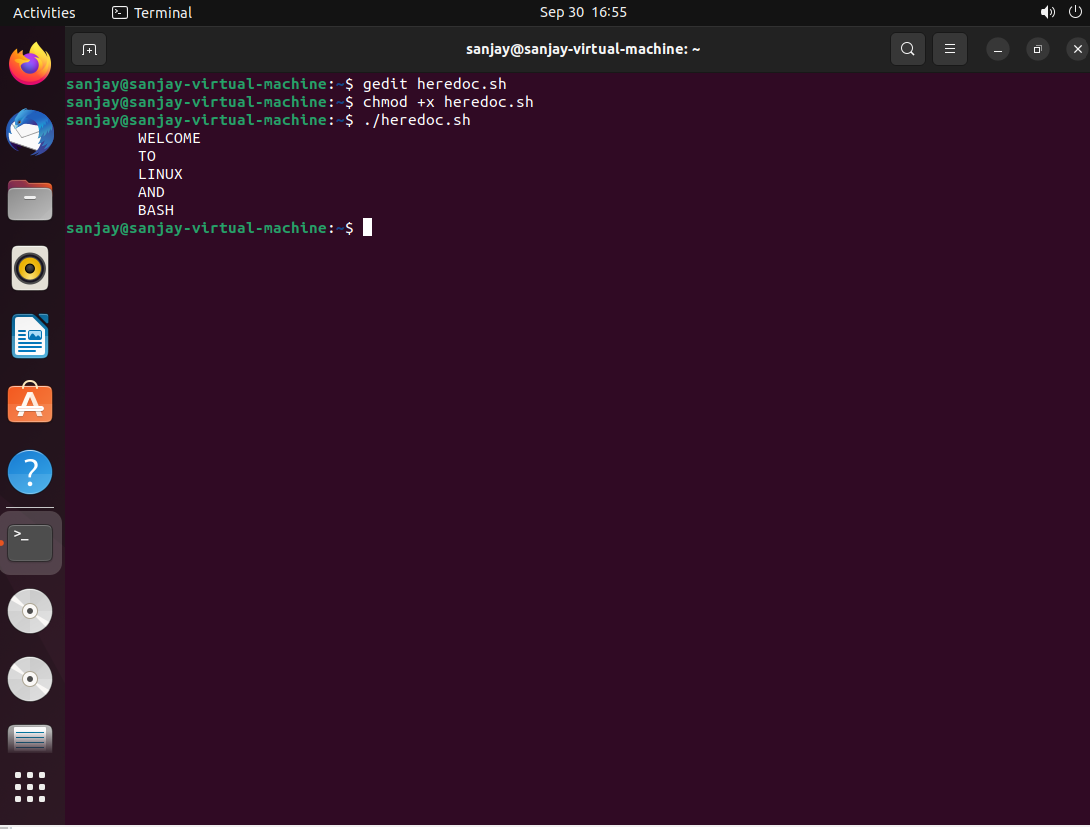 Activities
Terminal
Sep 30 16:55
sanjay@sanjay-virtual-machine: ~
sanjay@sanjay-virtual-machine:~$ gedit heredoc.sh
sanjay@sanjay-virtual-machine:~$ chmod +x heredoc.sh
sanjay@sanjay-virtual-machine:~$ ./heredoc.sh
WELCOME
TO
LINUX
AND
BASH
sanjay@sanjay-virtual-machine:~$